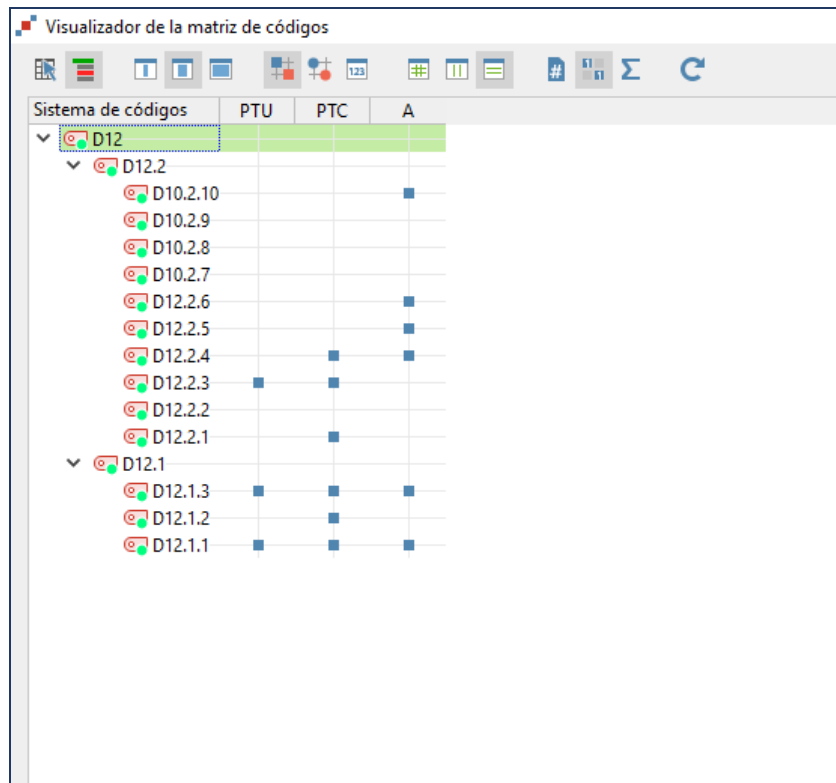 Visualizador de la matriz de códigos
123 # 1 1 Σ
Sistema de códigos PTU PTC A
D12
D12.2
D10.2.10
D10.2.9
D10.2.8
D10.2.7
D12.2.6
D12.2.5
D12.2.4
D12.2.3
D12.2.2
D12.2.1
D12.1
D12.1.3
D12.1.2
D12.1.1